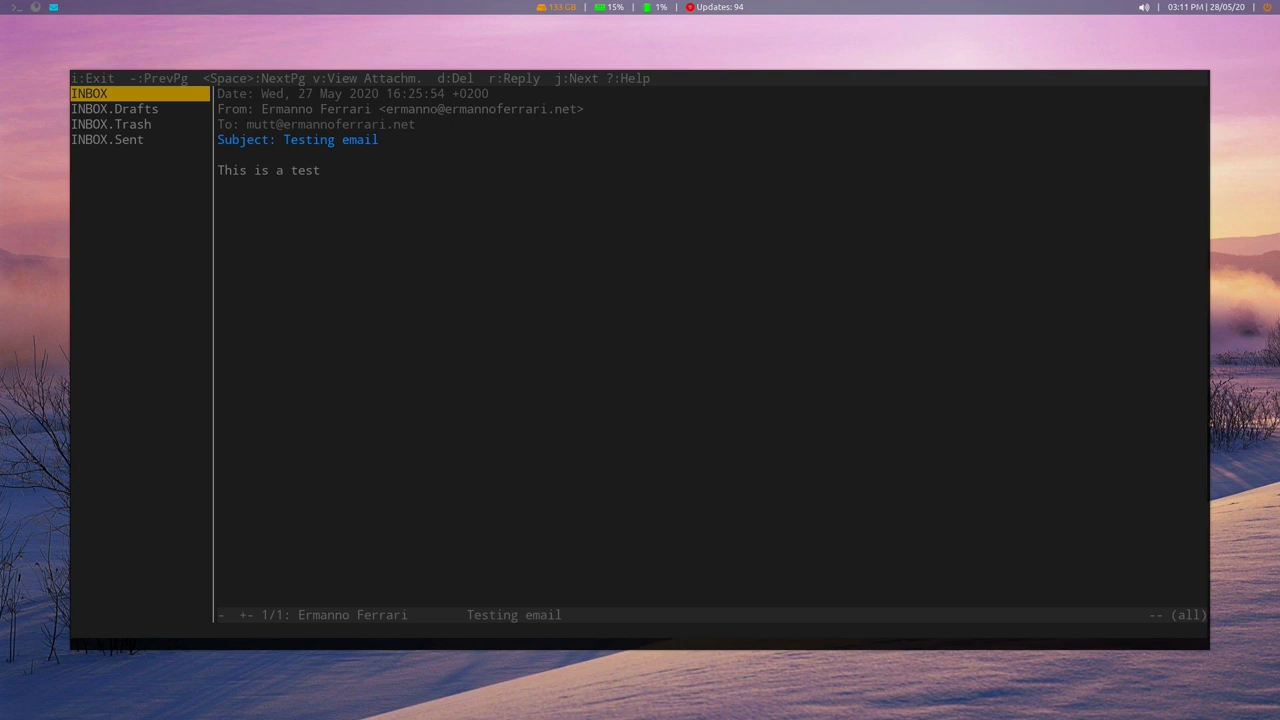 >_ 133 GB | 15% | 1% | Updates: 94 | 03:11 PM | 28/05/20 |
i:Exit -:PrevPg <Space>:NextPg v:View Attachm. d:Del r:Reply j:Next ?:Help
INBOX
INBOX.Drafts
INBOX.Trash
INBOX.Sent
Date: Wed, 27 May 2020 16:25:54 +0200
From: Ermanno Ferrari <ermanno@ermannoferrari.net>
To: mutt@ermannoferrari.net
Subject: Testing email
This is a test
- +- 1/1: Ermanno Ferrari Testing email -- (all)